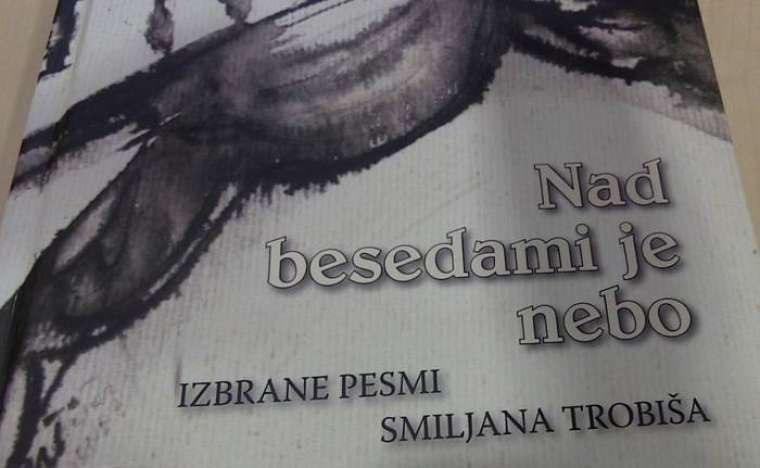 Nad
besedami je
nebo
IZBRANE PESMI
SMILJANA TROBIŠA